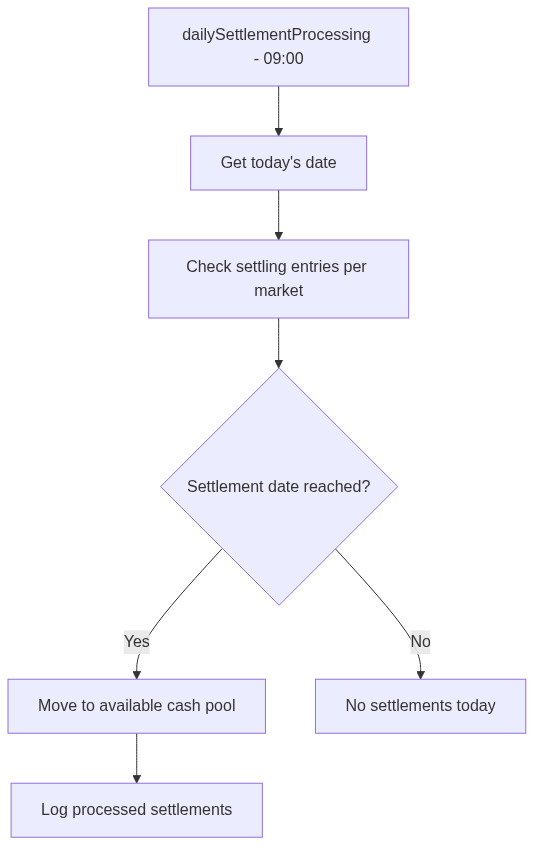 dailySettlementProcessing
- 09:00
Get today's date
Check settling entries per
market
Settlement date reached?
Yes
No
Move to available cash pool
No settlements today
Log processed settlements